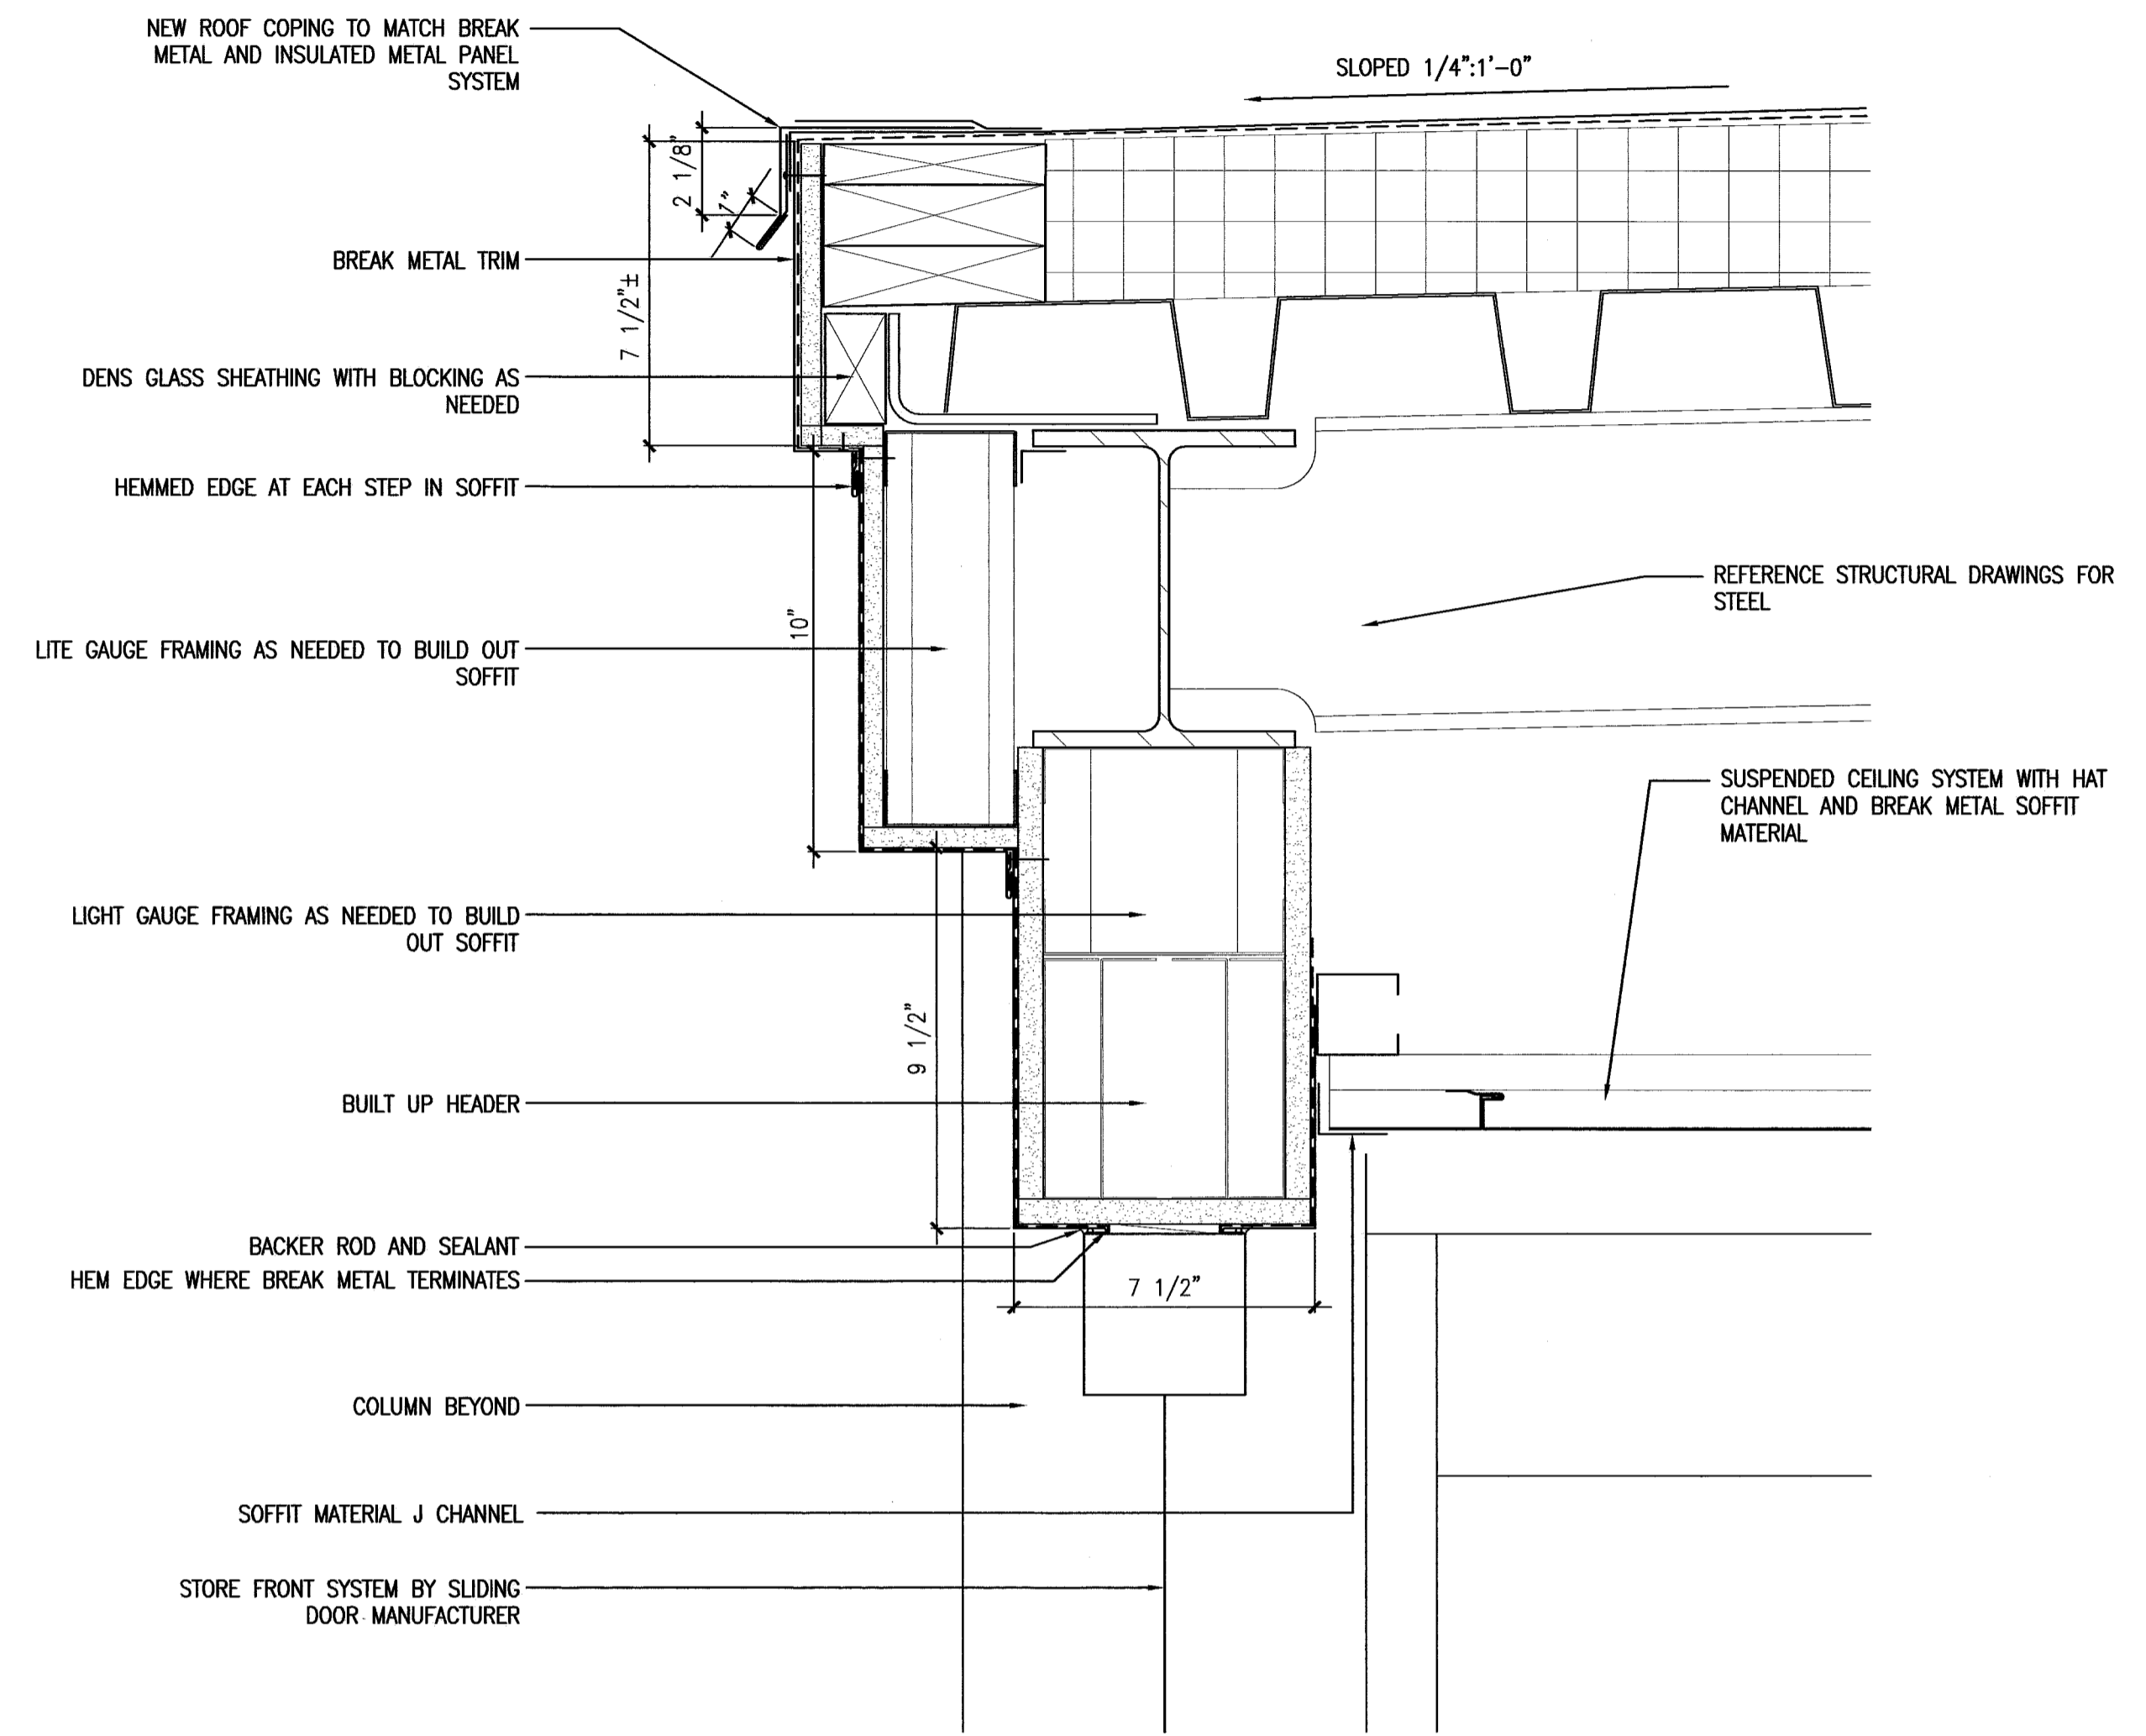 NEW ROOF COPING TO MATCH BREAK
METAL AND INSULATED METAL PANEL
SYSTEM
SLOPED 1/4":1'-0"
2 1/8"
1"
BREAK METAL TRIM
7 1/2"±
DENS GLASS SHEATHING WITH BLOCKING AS
NEEDED
HEMMED EDGE AT EACH STEP IN SOFFIT
REFERENCE STRUCTURAL DRAWINGS FOR
STEEL
10"
LITE GAUGE FRAMING AS NEEDED TO BUILD OUT
SOFFIT
SUSPENDED CEILING SYSTEM WITH HAT
CHANNEL AND BREAK METAL SOFFIT
MATERIAL
LIGHT GAUGE FRAMING AS NEEDED TO BUILD
OUT SOFFIT
9 1/2"
BUILT UP HEADER
BACKER ROD AND SEALANT
HEM EDGE WHERE BREAK METAL TERMINATES
7 1/2"
COLUMN BEYOND
SOFFIT MATERIAL J CHANNEL
STORE FRONT SYSTEM BY SLIDING
DOOR MANUFACTURER